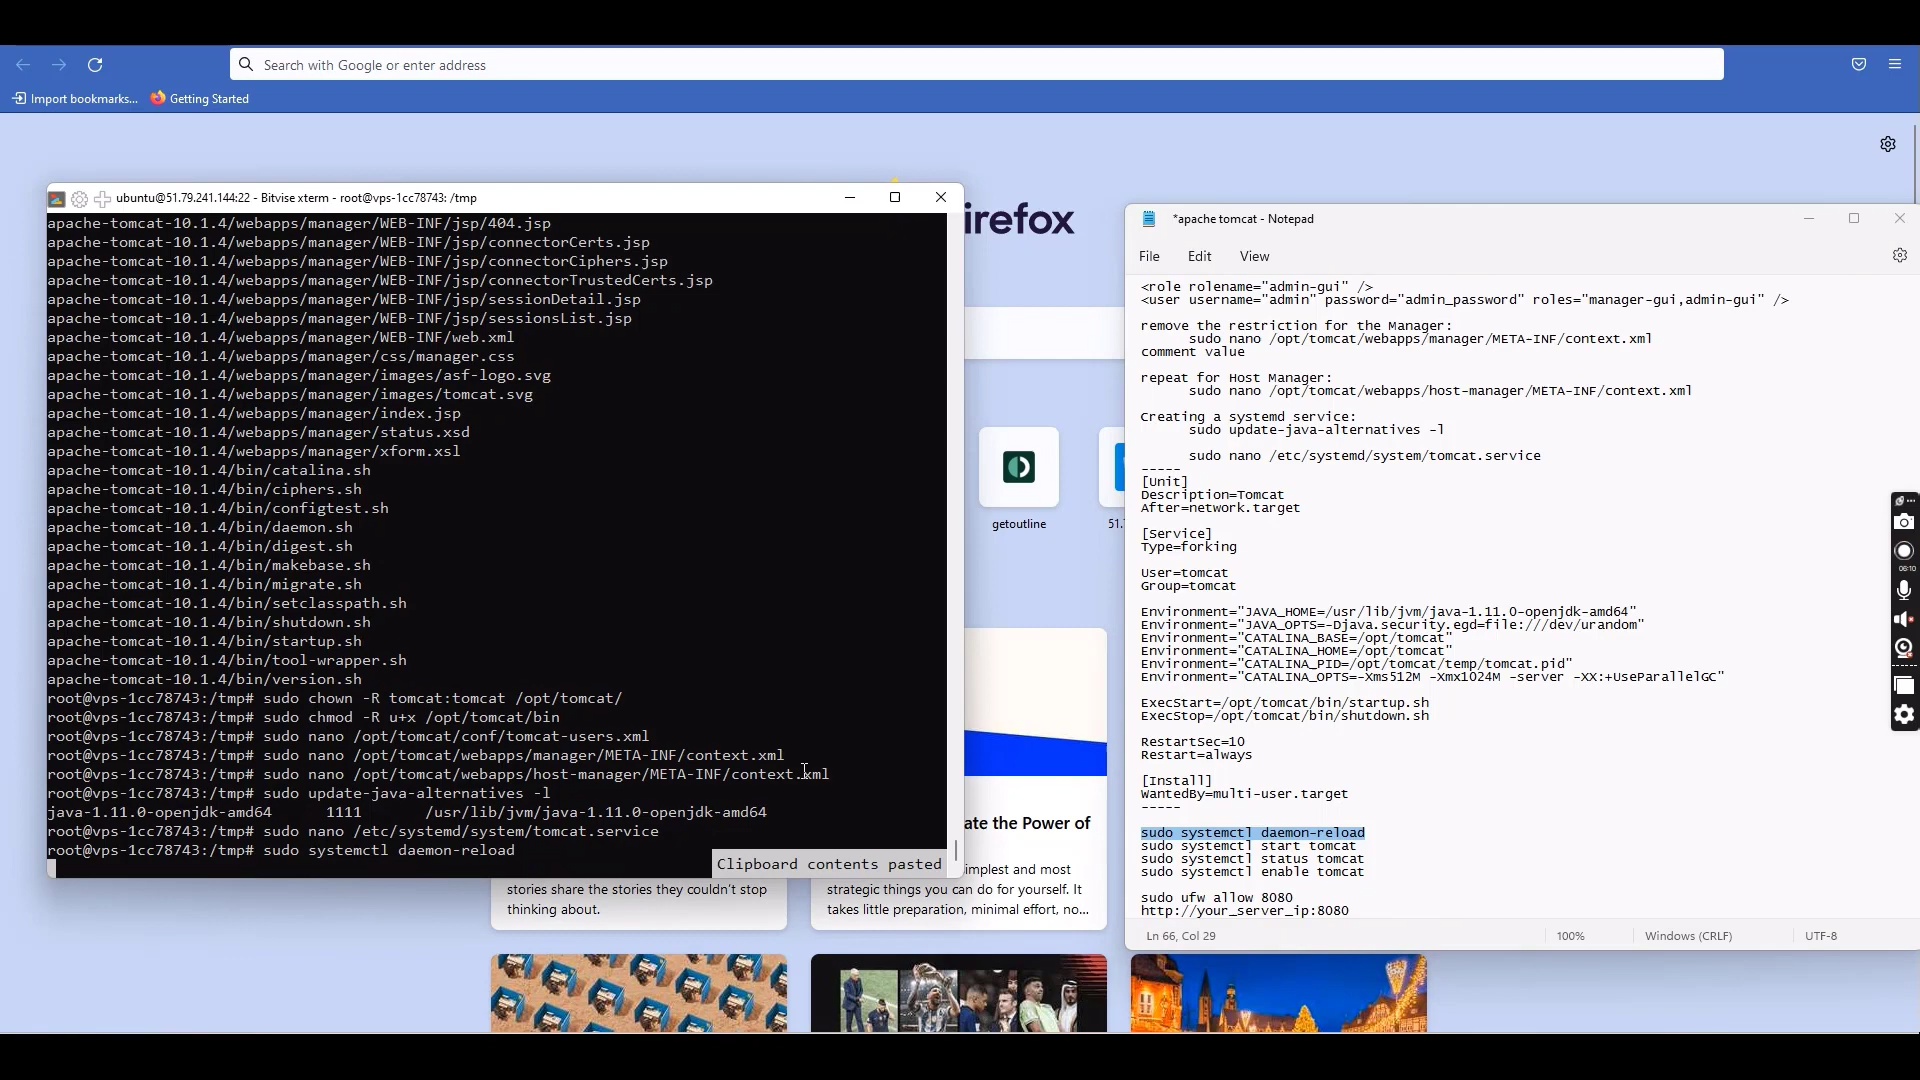 Search with Google or enter address
Import bookmarks...
Getting Started
irefox
ubuntu@51.79.241.144:22 - Bitvise xterm - root@vps-1cc78743: /tmp
apache-tomcat-10.1.4/webapps/manager/WEB-INF/jsp/404.jsp
apache-tomcat-10.1.4/webapps/manager/WEB-INF/jsp/connectorCerts.jsp
apache-tomcat-10.1.4/webapps/manager/WEB-INF/jsp/connectorCiphers.jsp
apache-tomcat-10.1.4/webapps/manager/WEB-INF/jsp/connectorTrustedCerts.jsp
apache-tomcat-10.1.4/webapps/manager/WEB-INF/jsp/sessionDetail.jsp
apache-tomcat-10.1.4/webapps/manager/WEB-INF/jsp/sessionsList.jsp
apache-tomcat-10.1.4/webapps/manager/WEB-INF/web.xml
apache-tomcat-10.1.4/webapps/manager/css/manager.css
apache-tomcat-10.1.4/webapps/manager/images/asf-logo.svg
apache-tomcat-10.1.4/webapps/manager/images/tomcat.svg
apache-tomcat-10.1.4/webapps/manager/index.jsp
apache-tomcat-10.1.4/webapps/manager/status.xsd
apache-tomcat-10.1.4/webapps/manager/xform.xsl
apache-tomcat-10.1.4/bin/catalina.sh
apache-tomcat-10.1.4/bin/ciphers.sh
apache-tomcat-10.1.4/bin/configtest.sh
apache-tomcat-10.1.4/bin/daemon.sh
apache-tomcat-10.1.4/bin/digest.sh
apache-tomcat-10.1.4/bin/makebase.sh
apache-tomcat-10.1.4/bin/migrate.sh
apache-tomcat-10.1.4/bin/setclasspath.sh
apache-tomcat-10.1.4/bin/shutdown.sh
apache-tomcat-10.1.4/bin/startup.sh
apache-tomcat-10.1.4/bin/tool-wrapper.sh
apache-tomcat-10.1.4/bin/version.sh
root@vps-1cc78743:/tmp# sudo chown -R tomcat:tomcat /opt/tomcat/
root@vps-1cc78743:/tmp# sudo chmod -R u+x /opt/tomcat/bin
root@vps-1cc78743:/tmp# sudo nano /opt/tomcat/conf/tomcat-users.xml
root@vps-1cc78743:/tmp# sudo nano /opt/tomcat/webapps/manager/META-INF/context.xml
root@vps-1cc78743:/tmp# sudo nano /opt/tomcat/webapps/host-manager/META-INF/context.xml
root@vps-1cc78743:/tmp# sudo update-java-alternatives -l
java-1.11.0-openjdk-amd64 1111 /usr/lib/jvm/java-1.11.0-openjdk-amd64
root@vps-1cc78743:/tmp# sudo nano /etc/systemd/system/tomcat.service
root@vps-1cc78743:/tmp# sudo systemctl daemon-reload
Clipboard contents pasted
getoutline
51.
ate the Power of
implest and most
strategic things you can do for yourself. It
takes little preparation, minimal effort, no...
stories share the stories they couldn't stop
thinking about.
*apache tomcat - Notepad
File Edit View
<role rolename="admin-gui" />
<user username="admin" password="admin_password" roles="manager-gui,admin-gui" />
remove the restriction for the Manager:
sudo nano /opt/tomcat/webapps/manager/META-INF/context.xml
comment value
repeat for Host Manager:
sudo nano /opt/tomcat/webapps/host-manager/META-INF/context.xml
Creating a systemd service:
sudo update-java-alternatives -l
sudo nano /etc/systemd/system/tomcat.service
-----
[Unit]
Description=Tomcat
After=network.target
[Service]
Type=forking
User=tomcat
Group=tomcat
Environment="JAVA_HOME=/usr/lib/jvm/java-1.11.0-openjdk-amd64"
Environment="JAVA_OPTS=-Djava.security.egd=file:///dev/urandom"
Environment="CATALINA_BASE=/opt/tomcat"
Environment="CATALINA_HOME=/opt/tomcat"
Environment="CATALINA_PID=/opt/tomcat/temp/tomcat.pid"
Environment="CATALINA_OPTS=-Xms512M -Xmx1024M -server -XX:+UseParallelGC"
ExecStart=/opt/tomcat/bin/startup.sh
ExecStop=/opt/tomcat/bin/shutdown.sh
RestartSec=10
Restart=always
[Install]
WantedBy=multi-user.target
-----
sudo systemctl daemon-reload
sudo systemctl start tomcat
sudo systemctl status tomcat
sudo systemctl enable tomcat
sudo ufw allow 8080
http://your_server_ip:8080
Ln 66, Col 29
100%
Windows (CRLF)
UTF-8
06:10